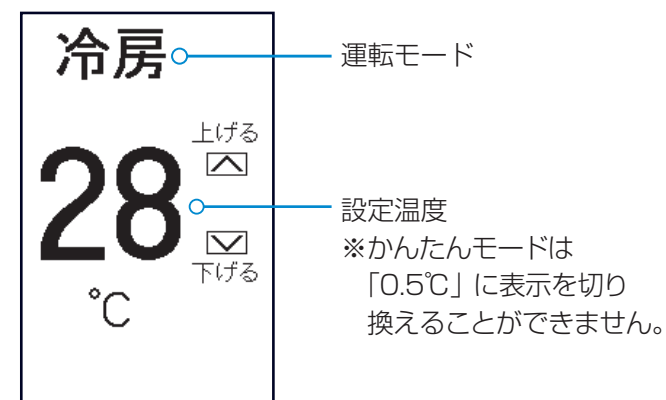 冷房
運転モード
上げる
28
設定温度
※かんたんモードは
「0.5℃」に表示を切り
換えることができません。
下げる
℃